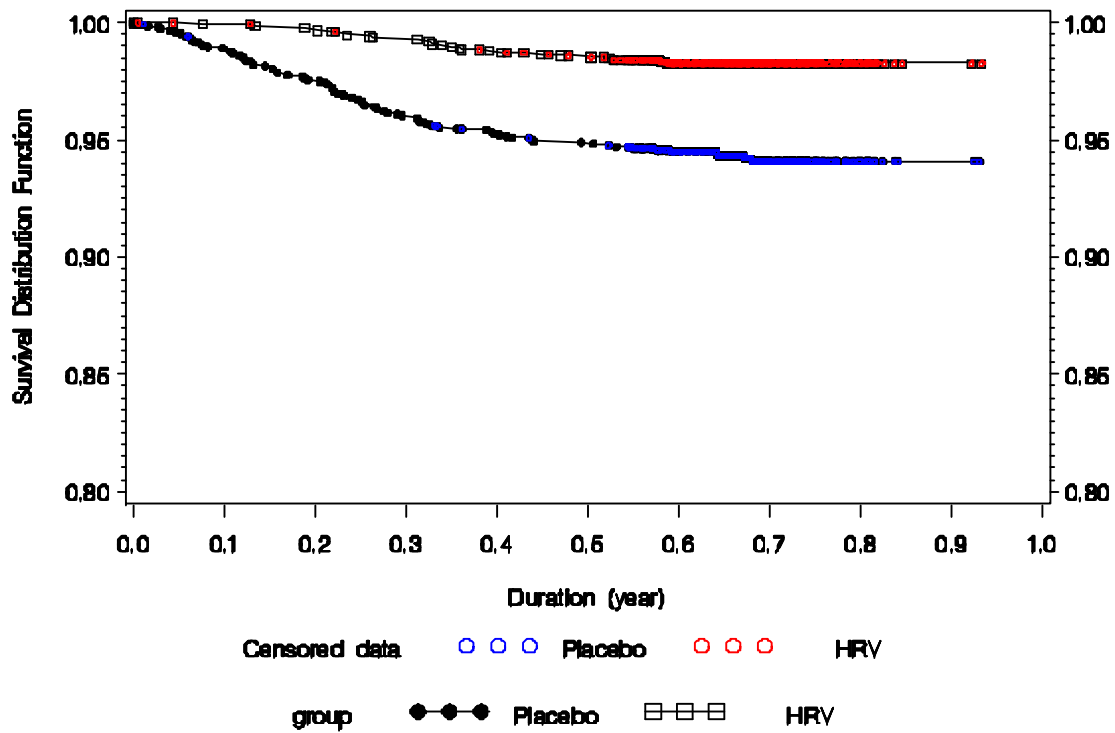 1,00 1,00
0,95 0,95
0,90 0,90
0,85 0,85
0,80 0,80
Survival Distribution Function
0,0 0,1 0,2 0,3 0,4 0,5 0,6 0,7 0,8 0,9 1,0
Duration (year)
Censored data Placebo HRV
group Placebo HRV